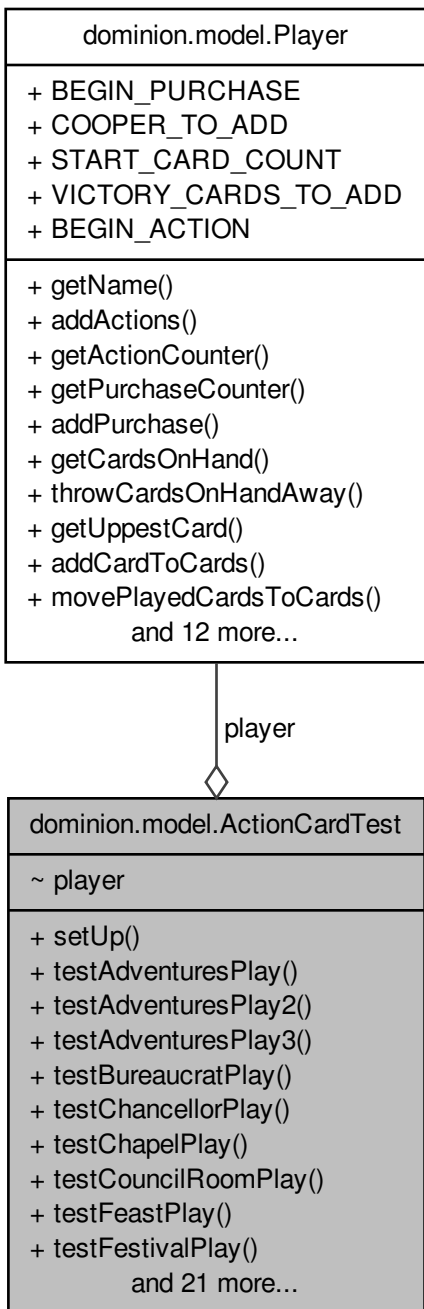 dominion.model.Player
+ BEGIN_PURCHASE
+ COOPER_TO_ADD
+ START_CARD_COUNT
+ VICTORY_CARDS_TO_ADD
+ BEGIN_ACTION
+ getName()
+ addActions()
+ getActionCounter()
+ getPurchaseCounter()
+ addPurchase()
+ getCardsOnHand()
+ throwCardsOnHandAway()
+ getUppestCard()
+ addCardToCards()
+ movePlayedCardsToCards()
and 12 more...
player
dominion.model.ActionCardTest
~ player
+ setUp()
+ testAdventuresPlay()
+ testAdventuresPlay2()
+ testAdventuresPlay3()
+ testBureaucratPlay()
+ testChancellorPlay()
+ testChapelPlay()
+ testCouncilRoomPlay()
+ testFeastPlay()
+ testFestivalPlay()
and 21 more...